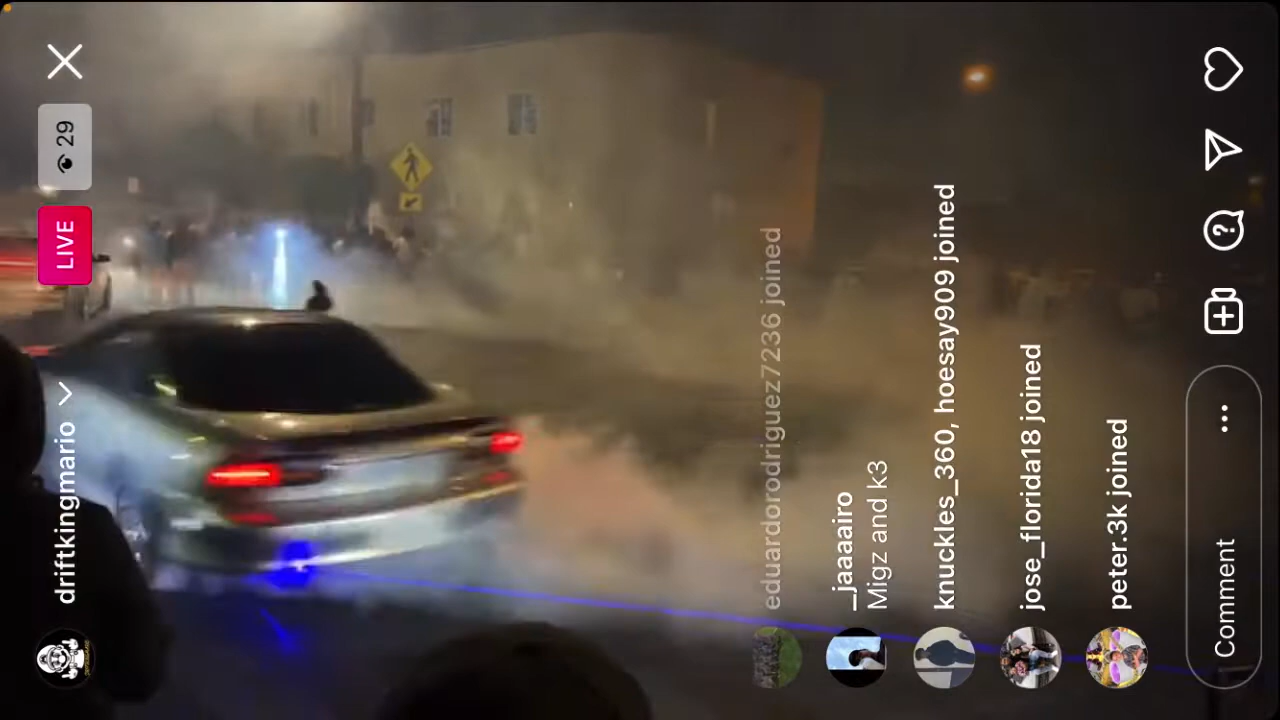 driftkingmario
LIVE
29
eduardorodriguez7236 joined
_jaaaairo
Migz and k3
knuckles_360, hoesay909 joined
jose_florida18 joined
peter.3k joined
Comment